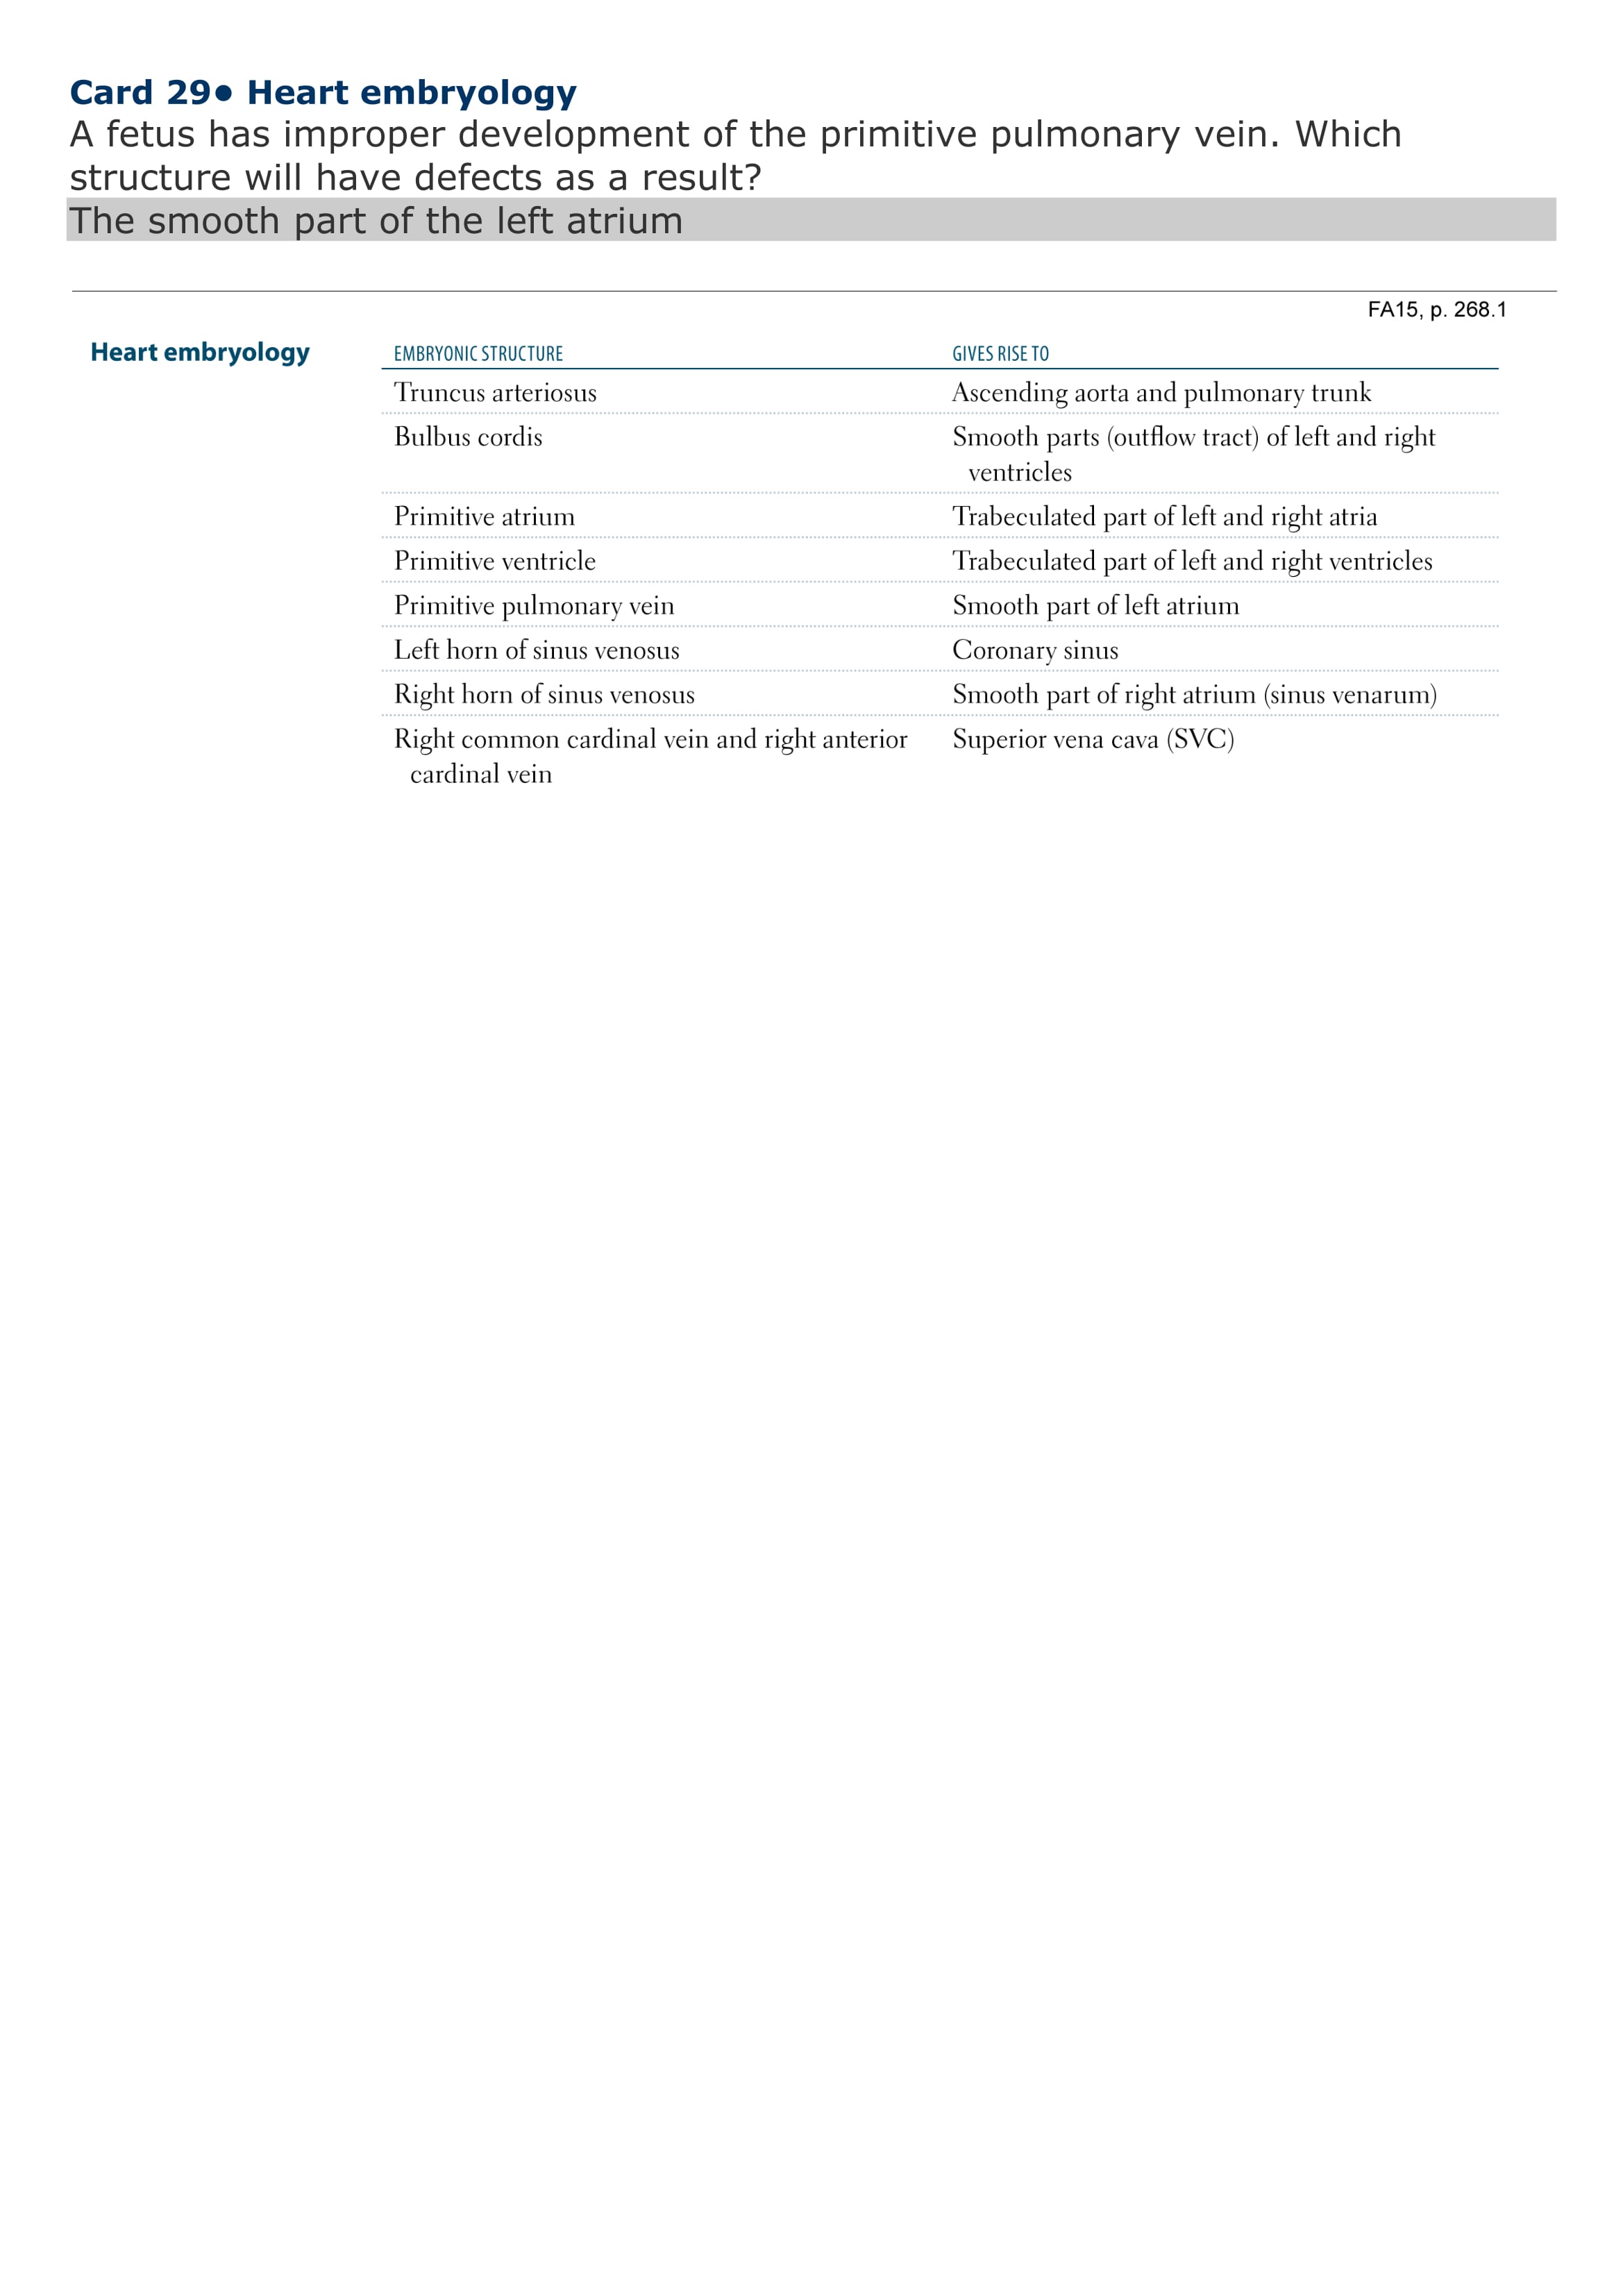 Card 29• Heart embryology
A fetus has improper development of the primitive pulmonary vein. Which
structure will have defects as a result?
The smooth part of the left atrium
FA15, p. 268.1
Heart embryology
EMBRYONIC STRUCTURE GIVES RISE TO
Truncus arteriosus Ascending aorta and pulmonary trunk
Bulbus cordis Smooth parts (outflow tract) of left and right
ventricles
Primitive atrium Trabeculated part of left and right atria
Primitive ventricle Trabeculated part of left and right ventricles
Primitive pulmonary vein Smooth part of left atrium
Left horn of sinus venosus Coronary sinus
Right horn of sinus venosus Smooth part of right atrium (sinus venarum)
Right common cardinal vein and right anterior Superior vena cava (SVC)
cardinal vein